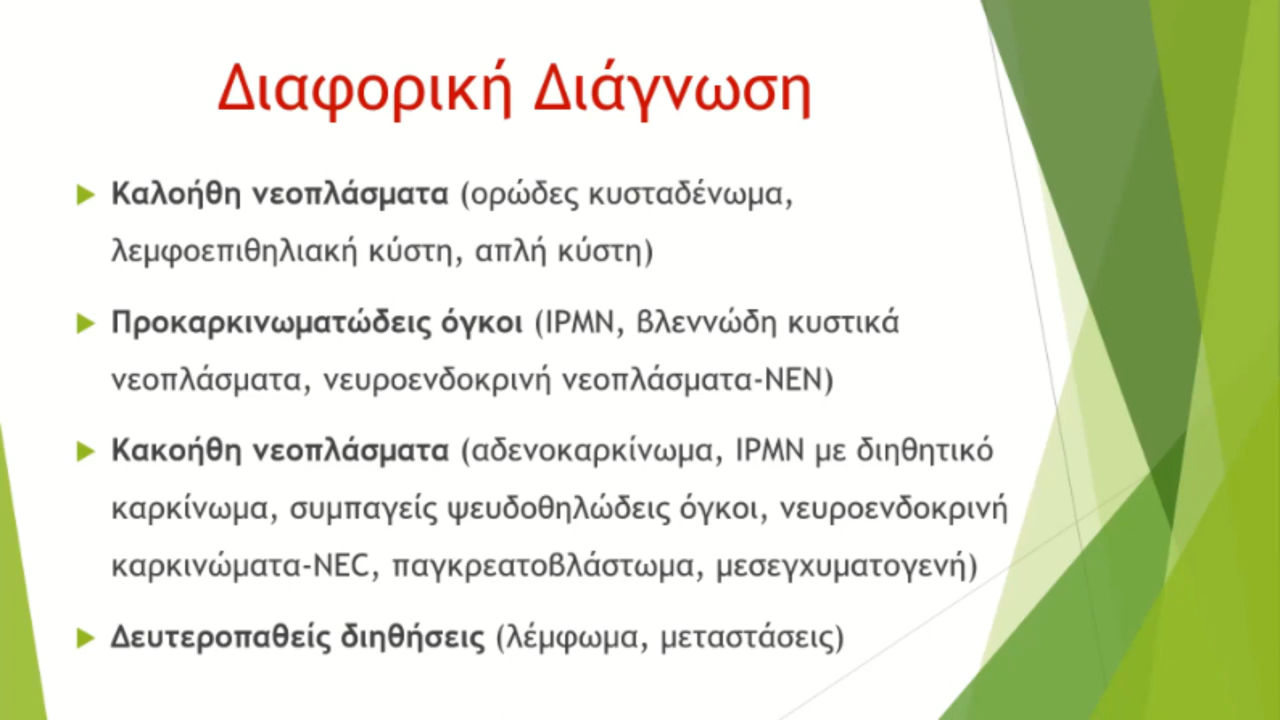 Διαφορική Διάγνωση
Καλοήθη νεοπλάσματα (ορώδες κυσταδένωμα,
λεμφοεπιθηλιακή κύστη, απλή κύστη)
Προκαρκινωματώδεις όγκοι (IPMN, βλεννώδη κυστικά
νεοπλάσματα, νευροενδοκρινή νεοπλάσματα-NEN)
Κακοήθη νεοπλάσματα (αδενοκαρκίνωμα, IPMN με διηθητικό
καρκίνωμα, συμπαγείς ψευδοθηλώδεις όγκοι, νευροενδοκρινή
καρκινώματα-NEC, παγκρεατοβλάστωμα, μεσεγχυματογενή)
Δευτεροπαθείς διηθήσεις (λέμφωμα, μεταστάσεις)